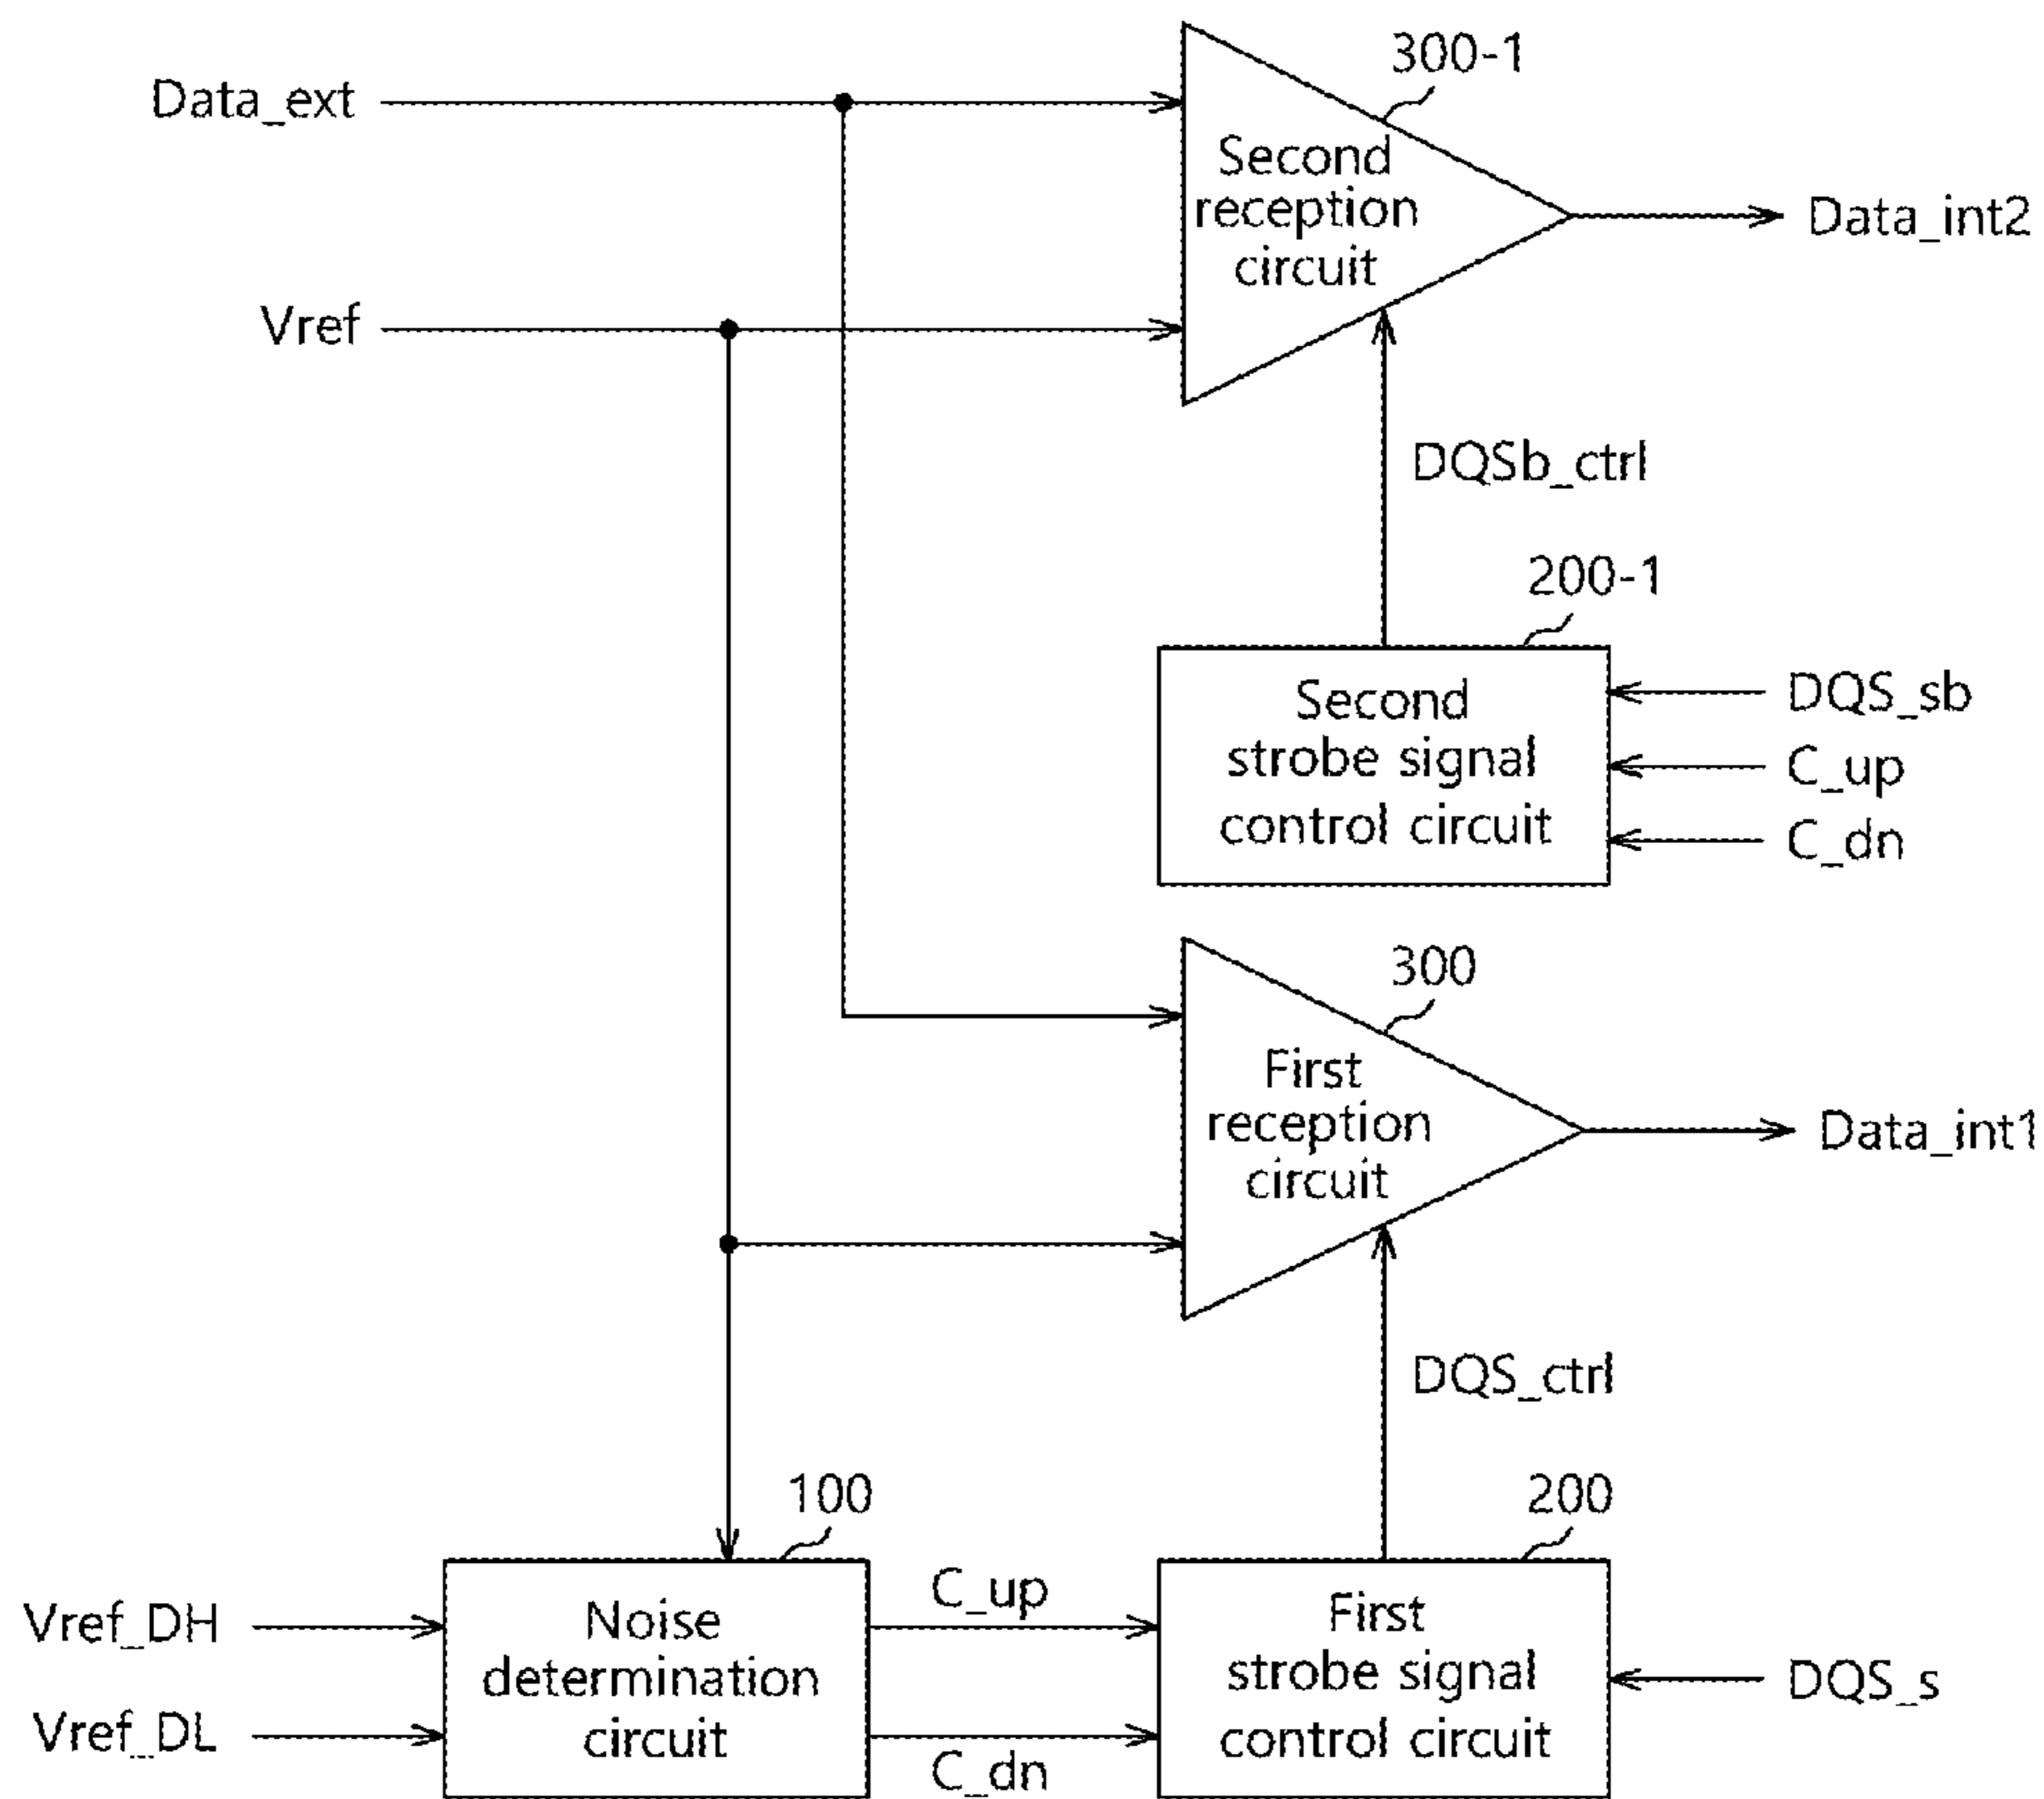 300-1
Data_ext
Second
reception
circuit
Data_int2
Vref
DQSb_ctrl
200-1
Second
strobe signal
control circuit
DQS_sb
C_up
C_dn
300
First
reception
circuit
Data_int1
DQS_ctrl
100
200
Vref_DH
Vref_DL
Noise
determination
circuit
C_up
C_dn
First
strobe signal
control circuit
DQS_s